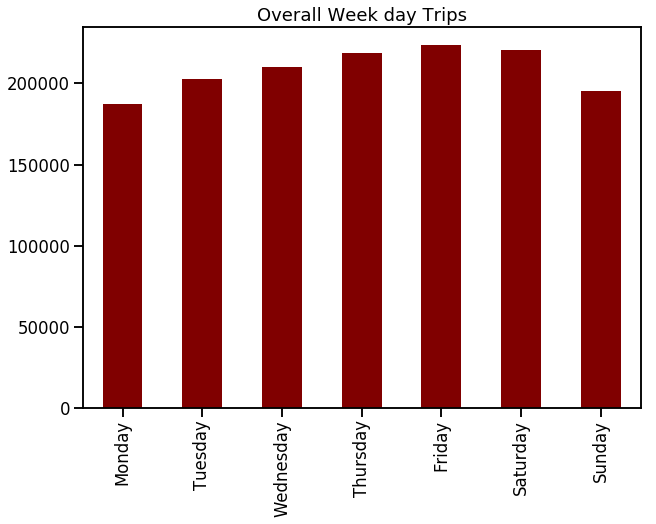 Overall Week day Trips
200000
150000
100000
50000
0
Monday
Tuesday
Wednesday
Thursday
Friday
Saturday
Sunday